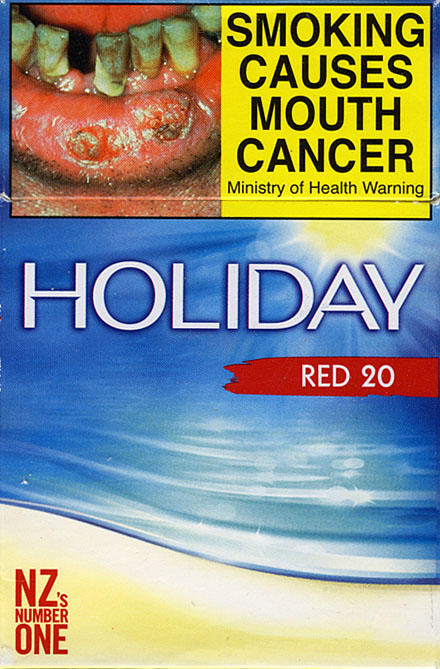 SMOKING
CAUSES
MOUTH
CANCER
Ministry of Health Warning
HOLIDAY
RED 20
NZ's
NUMBER
ONE